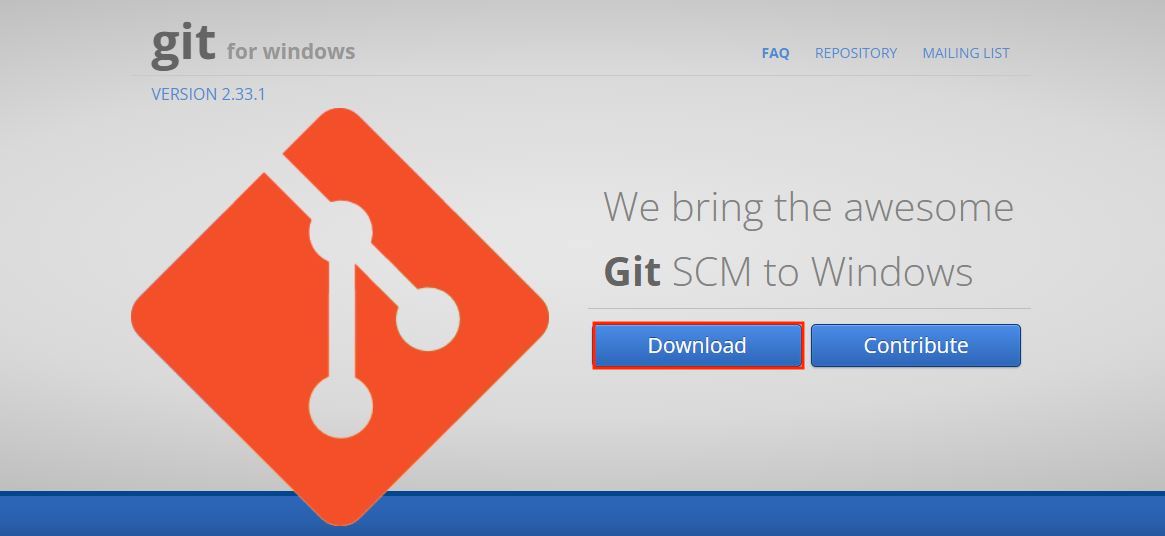 git for windows
FAQ REPOSITORY MAILING LIST
VERSION 2.33.1
We bring the awesome
Git SCM to Windows
Download Contribute